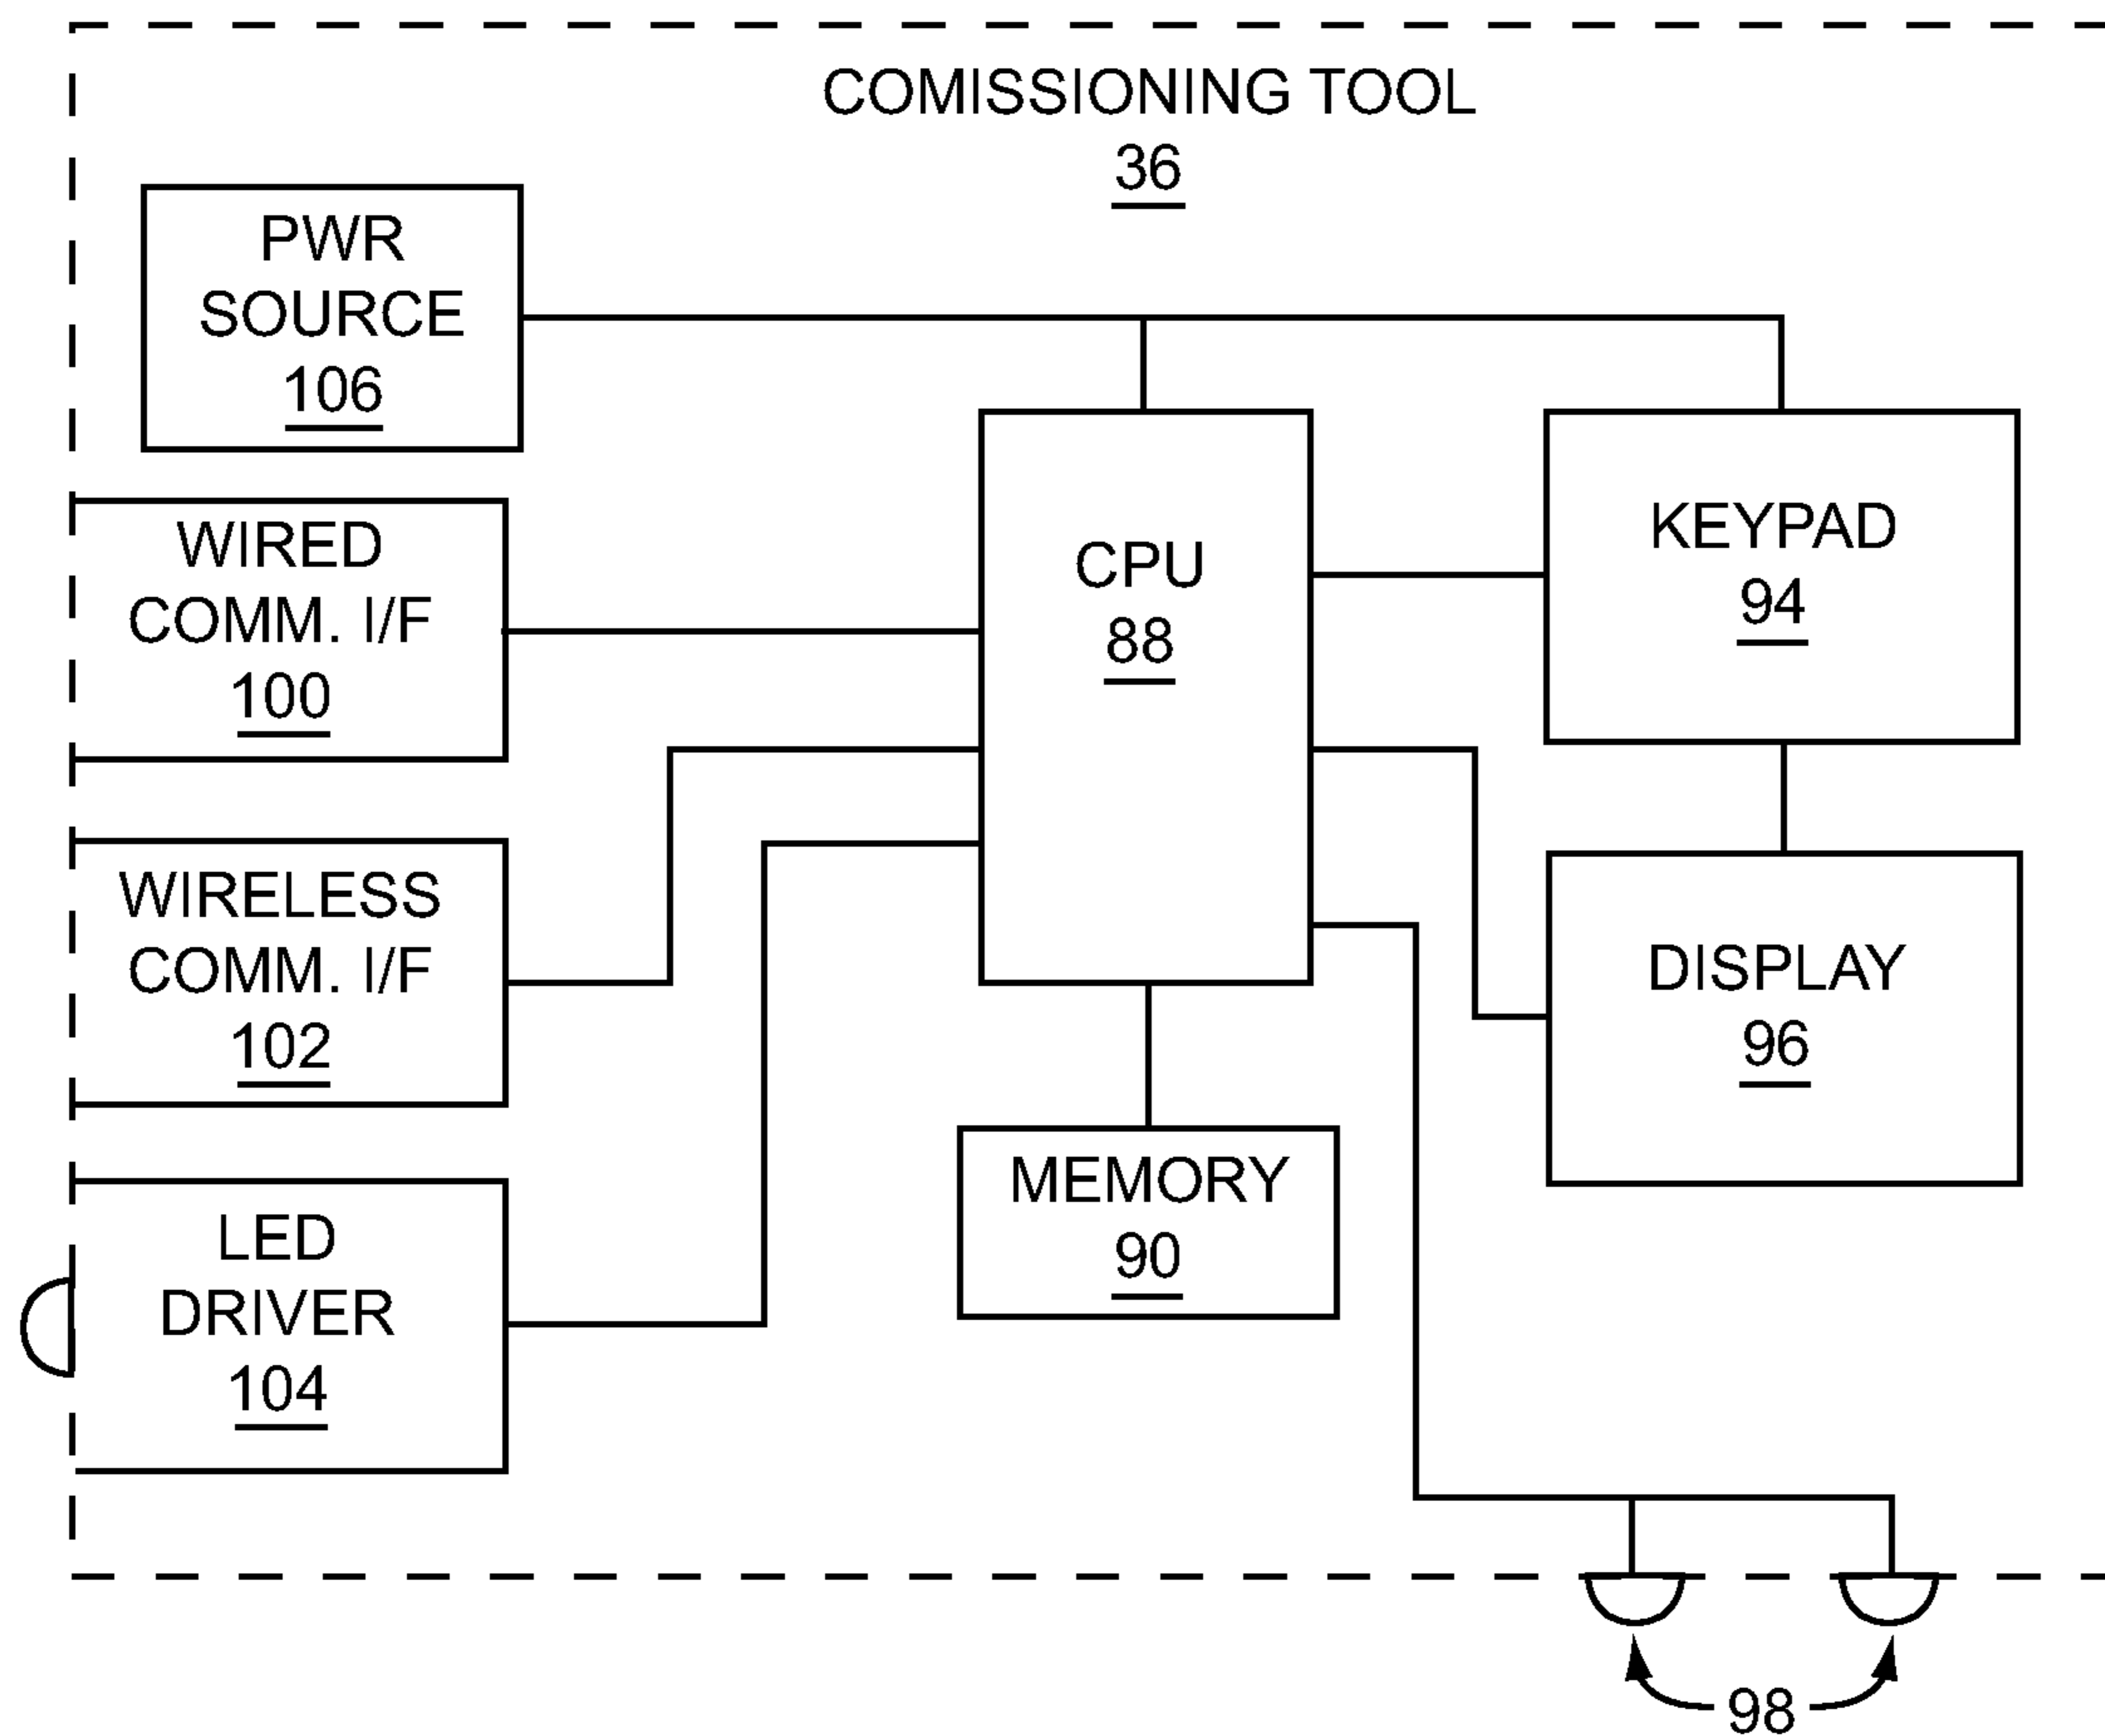 COMISSIONING TOOL
36
PWR
SOURCE
106
WIRED
COMM. I/F
100
WIRELESS
COMM. I/F
102
LED
DRIVER
104
CPU
88
MEMORY
90
KEYPAD
94
DISPLAY
96
98